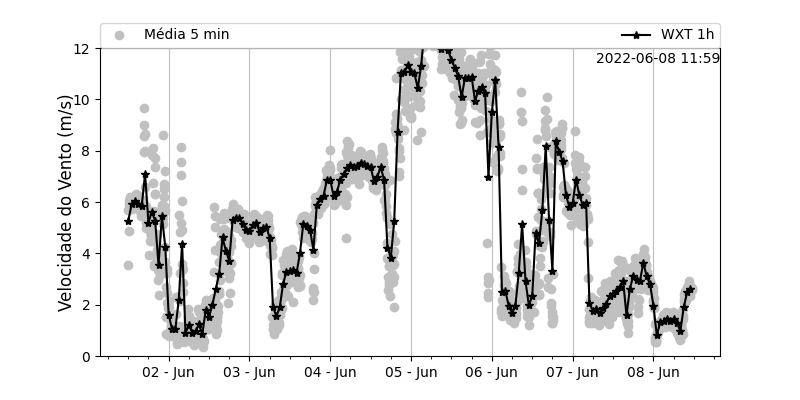 Média 5 min
WXT 1h
2022-06-08 11:59
Velocidade do Vento (m/s)
12
10
8
6
4
2
0
02 - Jun
03 - Jun
04 - Jun
05 - Jun
06 - Jun
07 - Jun
08 - Jun